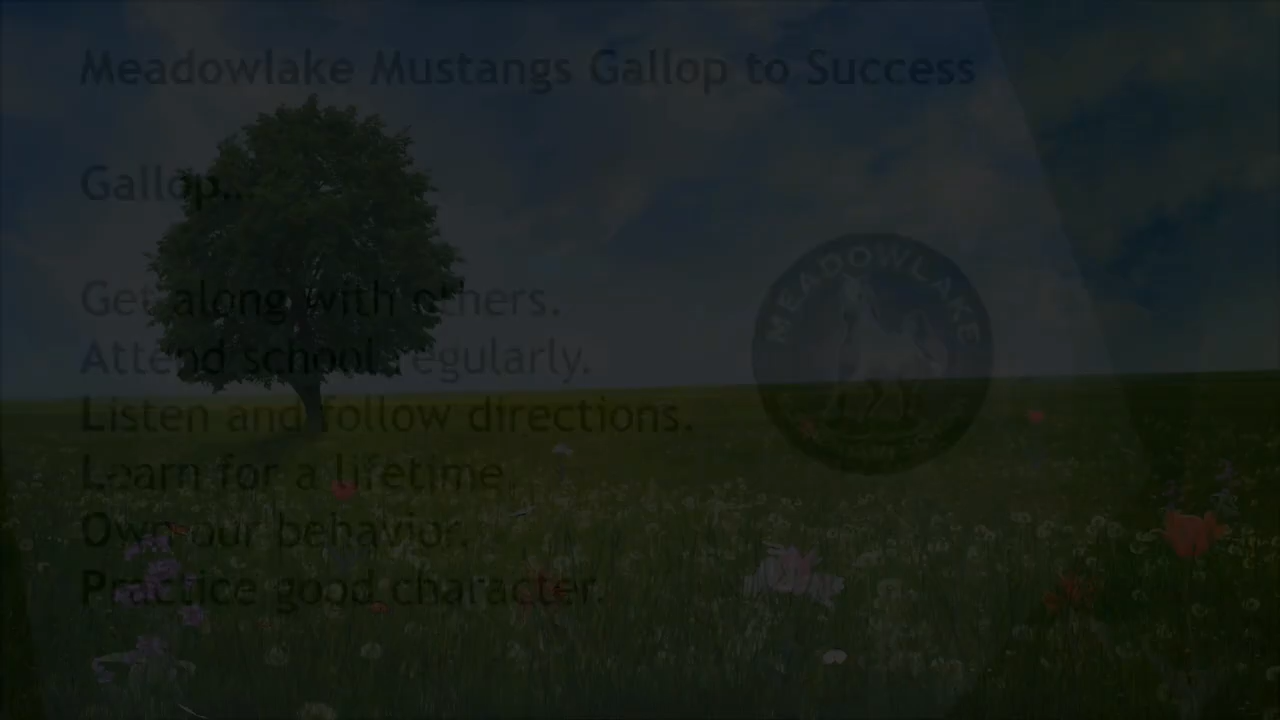 Meadowlake Mustangs Gallop to Success
Gallop...
Get along with others.
Attend school regularly.
Listen and follow directions.
Learn for a lifetime.
Own our behavior.
Practice good character.
MEADOWLAKE